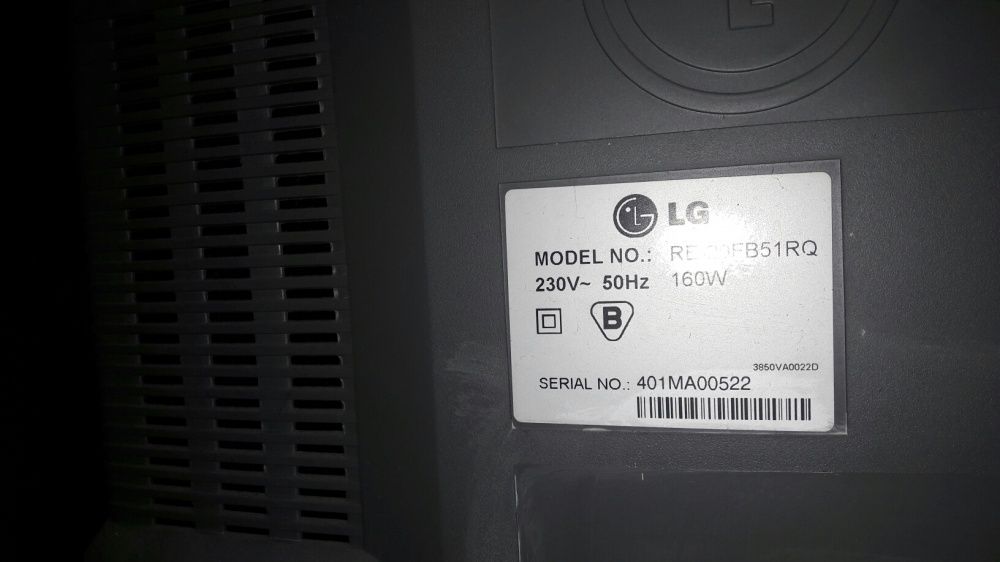 LG
MODEL NO.:
230V~ 50Hz 160W
B
3850VA0022D
SERIAL NO.: 401MA00522